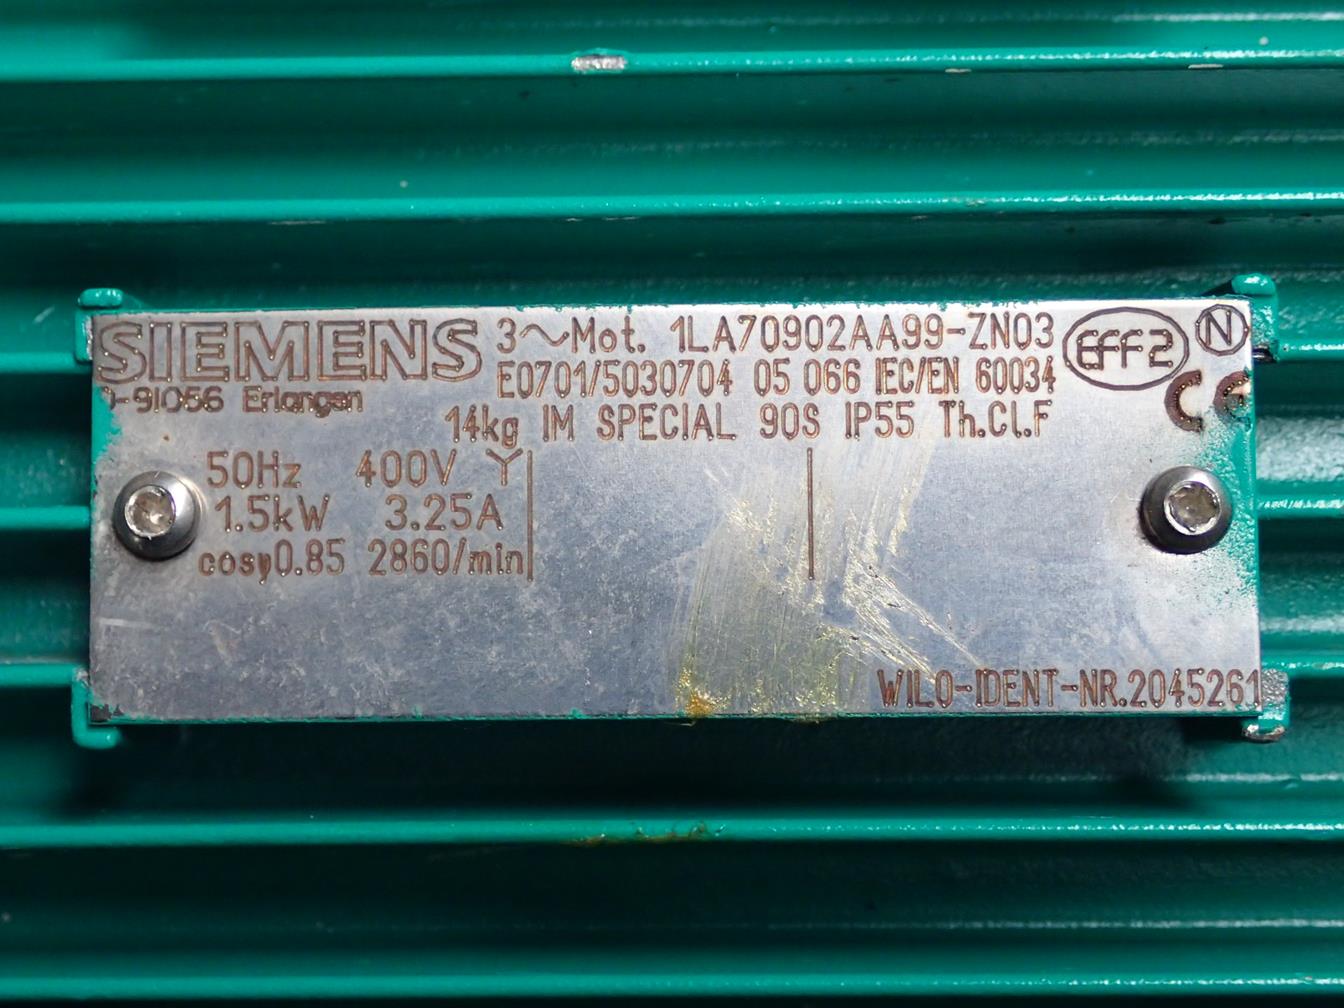 SIEMENS 3~Mot. 1LA70902AA99-ZN03 EFF2 N
D-91056 Erlangen E0701/5030704 05 066 IEC/EN 60034 CE
14kg IM SPECIAL 90S IP55 Th.Cl.F
50Hz 400V Y
1.5kW 3.25A
cosφ0.85 2860/min
WILO-IDENT-NR.2045261